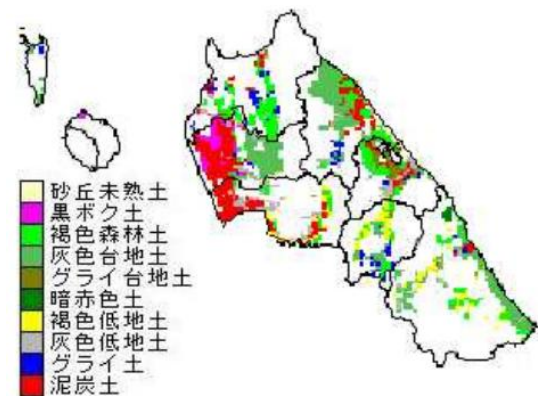 砂丘未熟土
黒ボク土
褐色森林土
灰色台地土
グライ台地土
暗赤色土
褐色低地土
灰色低地土
グライ土
泥炭土